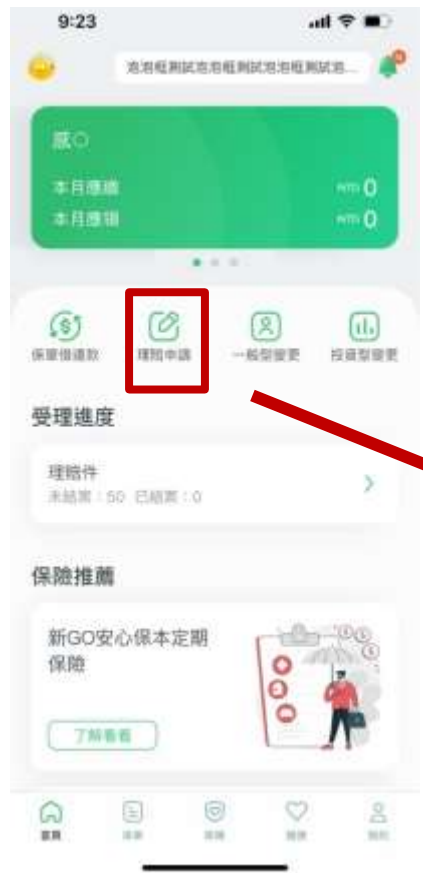 9:23
泡泡框測試泡泡框測試泡泡框測試泡...
感○
本月應繳 NTD 0
本月應領 NTD 0
保單借還款 理賠申請 一般型變更 投資型變更
受理進度
理賠件
未結案：50 已結案：0
保險推薦
新GO安心保本定期
保險
了解看看
首頁